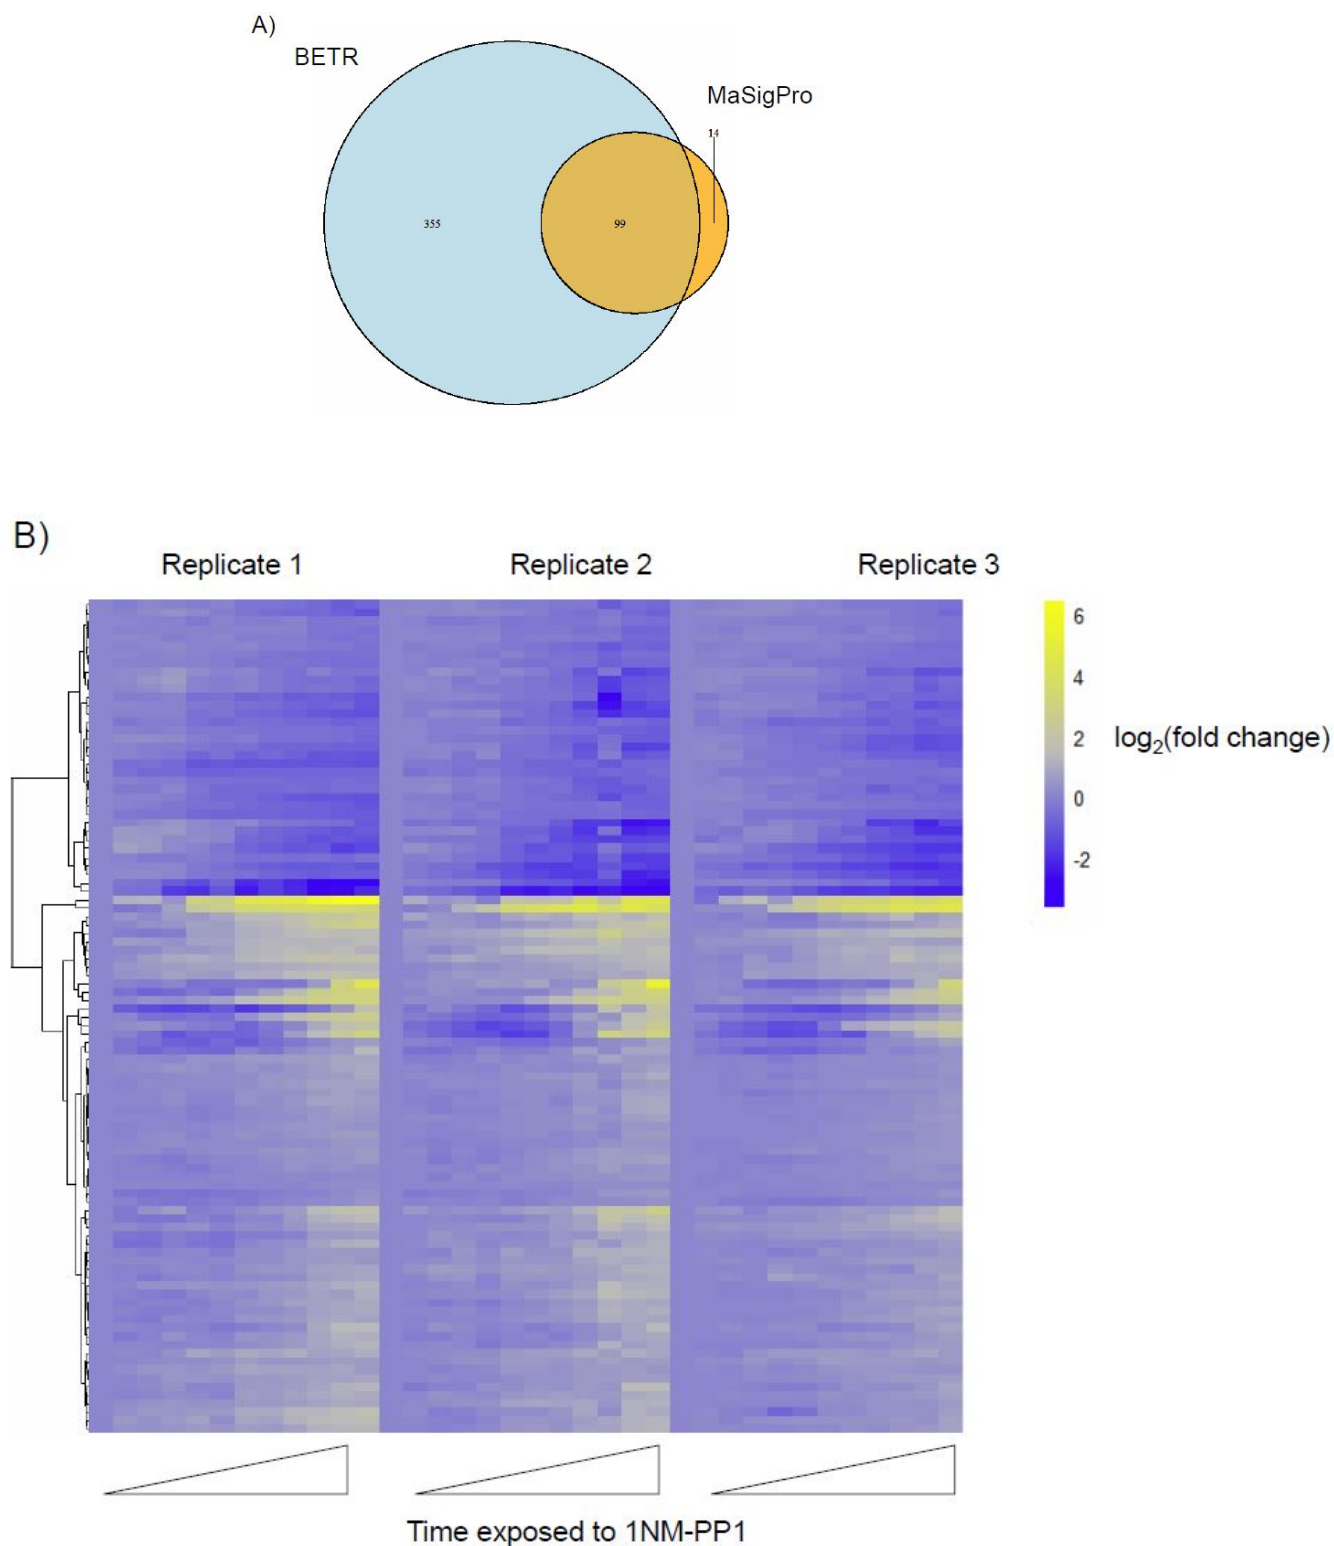 A)
BETR
MaSigPro
14
355
99
B)
Replicate 1
Replicate 2
Replicate 3
6
4
2
0
-2
log₂(fold change)
Time exposed to 1NM-PP1